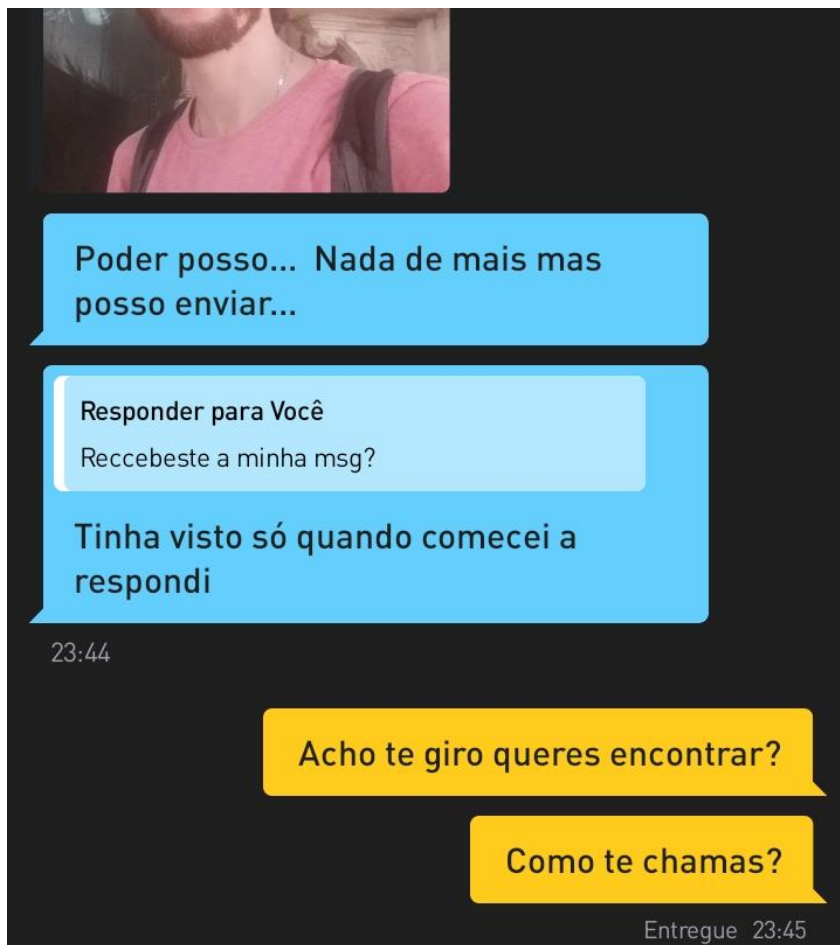 Poder posso... Nada de mais mas
posso enviar...
Responder para Você
Reccebeste a minha msg?
Tinha visto só quando comecei a
respondi
23:44
Acho te giro queres encontrar?
Como te chamas?
Entregue 23:45